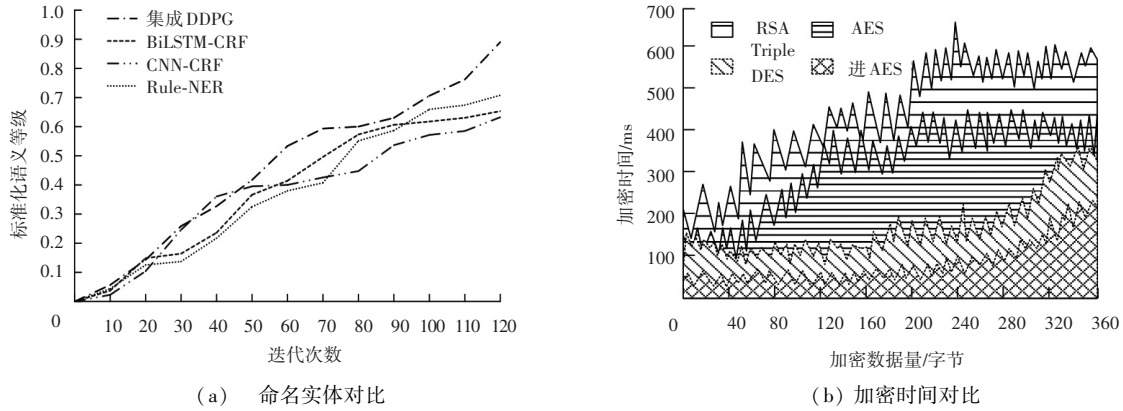 1.0
0.9
0.8
0.7
0.6
0.5
0.4
0.3
0.2
0.1
0
标准化语义等级
集成DDPG
BiLSTM-CRF
CNN-CRF
Rule-NER
10 20 30 40 50 60 70 80 90 100 110 120
迭代次数
(a) 命名实体对比
700
600
500
400
300
200
100
加密时间/ms
RSA AES
Triple
DES 进AES
0 40 80 120 160 200 240 280 320 360
加密数据量/字节
(b) 加密时间对比